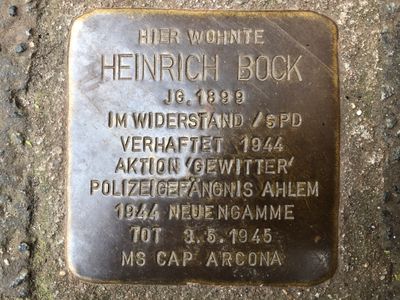 HIER WOHNTE
HEINRICH BOCK
JG. 1899
IM WIDERSTAND / SPD
VERHAFTET 1944
AKTION 'GEWITTER'
POLIZEIGEFÄNGNIS AHLEM
1944 NEUENGAMME
TOT 3.5.1945
MS CAP ARCONA